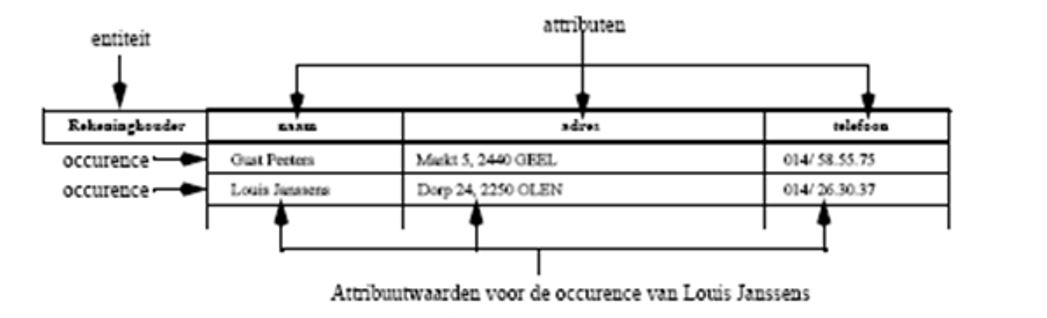 attributen
entiteit
Rekeninghouder naam adres telefoon
occurence Gust Peeters Markt 5, 2440 GEEL 014/ 58.55.75
occurence Louis Janssens Dorp 24, 2250 OLEN 014/ 26.30.37
Attribuutwaarden voor de occurence van Louis Janssens